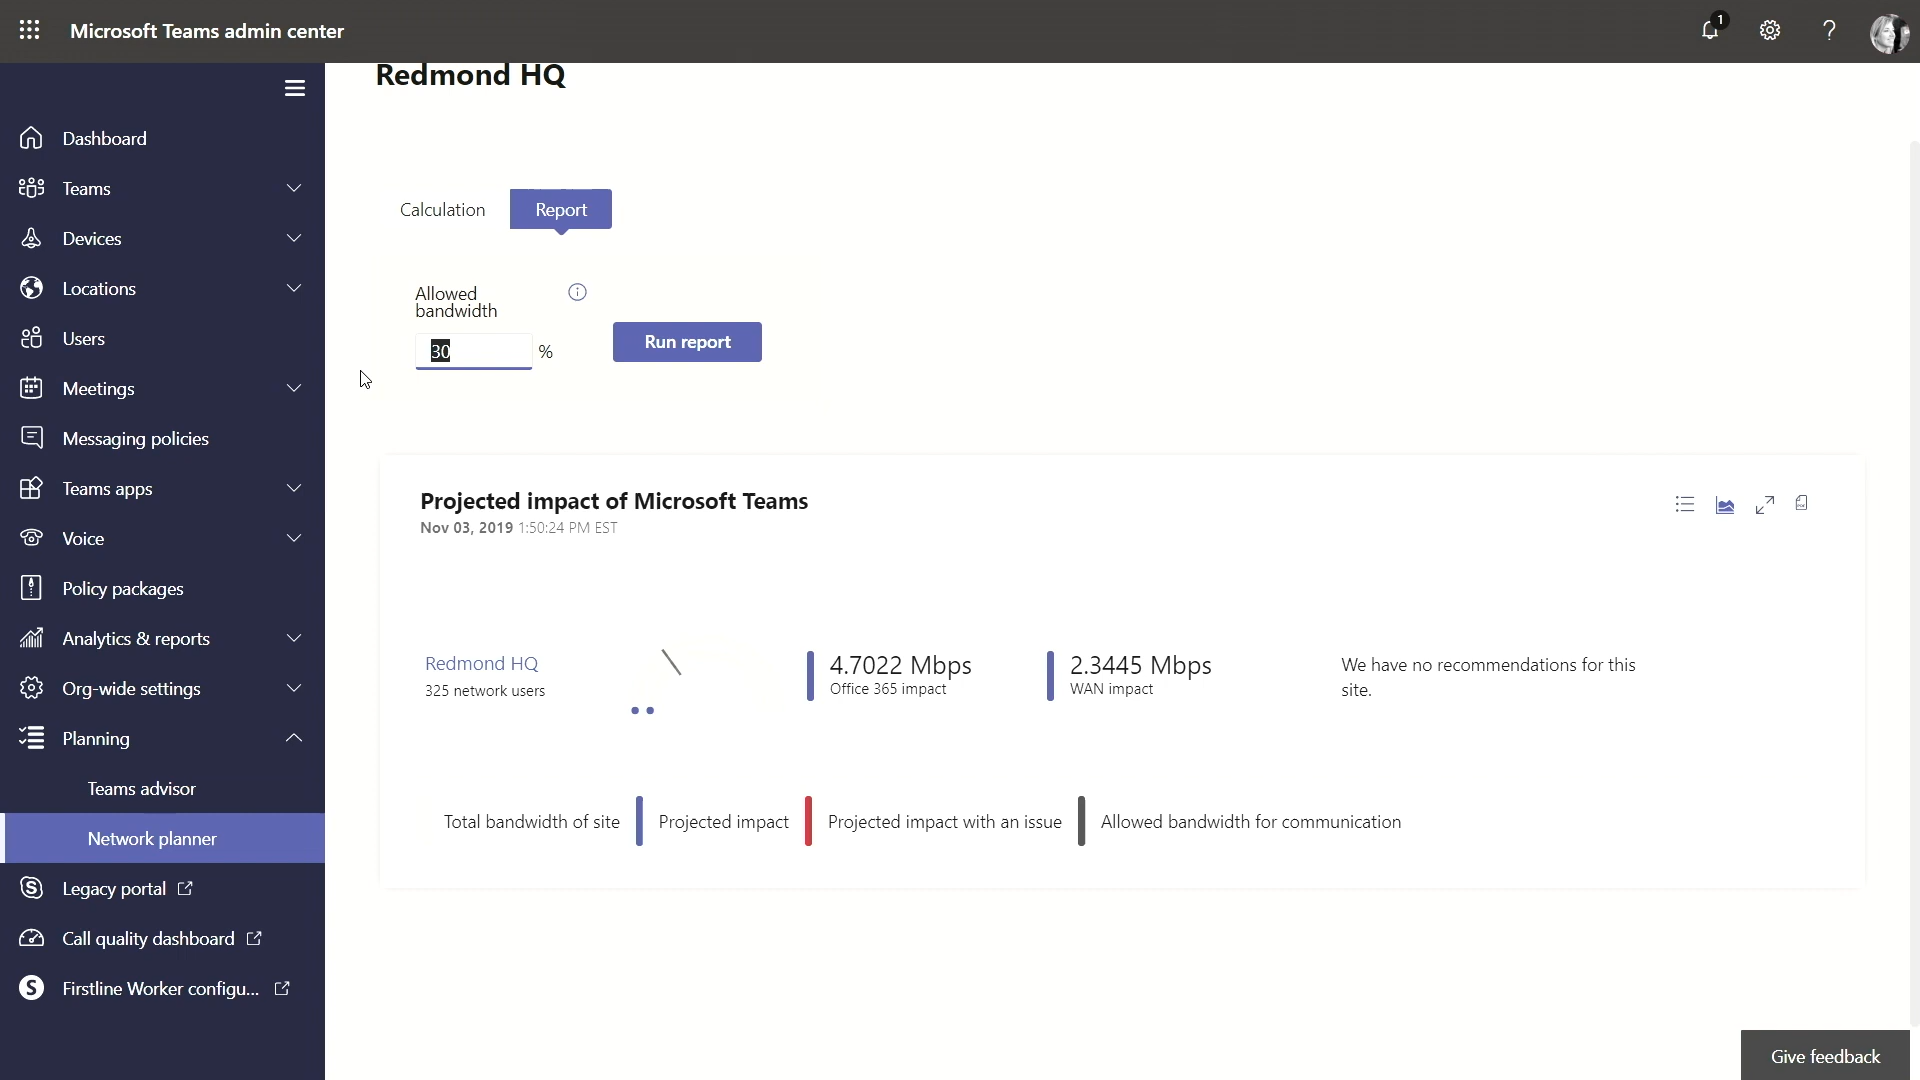 Microsoft Teams admin center
1
Redmond HQ
Dashboard
Teams
Devices
Locations
Users
Meetings
Messaging policies
Teams apps
Voice
Policy packages
Analytics & reports
Org-wide settings
Planning
Teams advisor
Network planner
Legacy portal
Call quality dashboard
Firstline Worker configu...
Calculation
Report
Allowed
bandwidth
30 %
Run report
Projected impact of Microsoft Teams
Nov 03, 2019 1:50:24 PM EST
Redmond HQ
325 network users
4.7022 Mbps
Office 365 impact
2.3445 Mbps
WAN impact
We have no recommendations for this
site.
Total bandwidth of site
Projected impact
Projected impact with an issue
Allowed bandwidth for communication
Give feedback